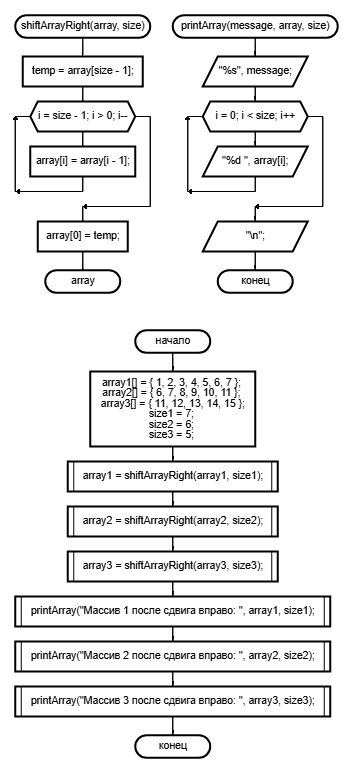 shiftArrayRight(array, size)
temp = array[size - 1];
i = size - 1; i > 0; i--
array[i] = array[i - 1];
array[0] = temp;
array
printArray(message, array, size)
"%s", message;
i = 0; i < size; i++
"%d ", array[i];
"\n";
конец
начало
array1[] = { 1, 2, 3, 4, 5, 6, 7 };
array2[] = { 6, 7, 8, 9, 10, 11 };
array3[] = { 11, 12, 13, 14, 15 };
size1 = 7;
size2 = 6;
size3 = 5;
array1 = shiftArrayRight(array1, size1);
array2 = shiftArrayRight(array2, size2);
array3 = shiftArrayRight(array3, size3);
printArray("Массив 1 после сдвига вправо: ", array1, size1);
printArray("Массив 2 после сдвига вправо: ", array2, size2);
printArray("Массив 3 после сдвига вправо: ", array3, size3);
конец